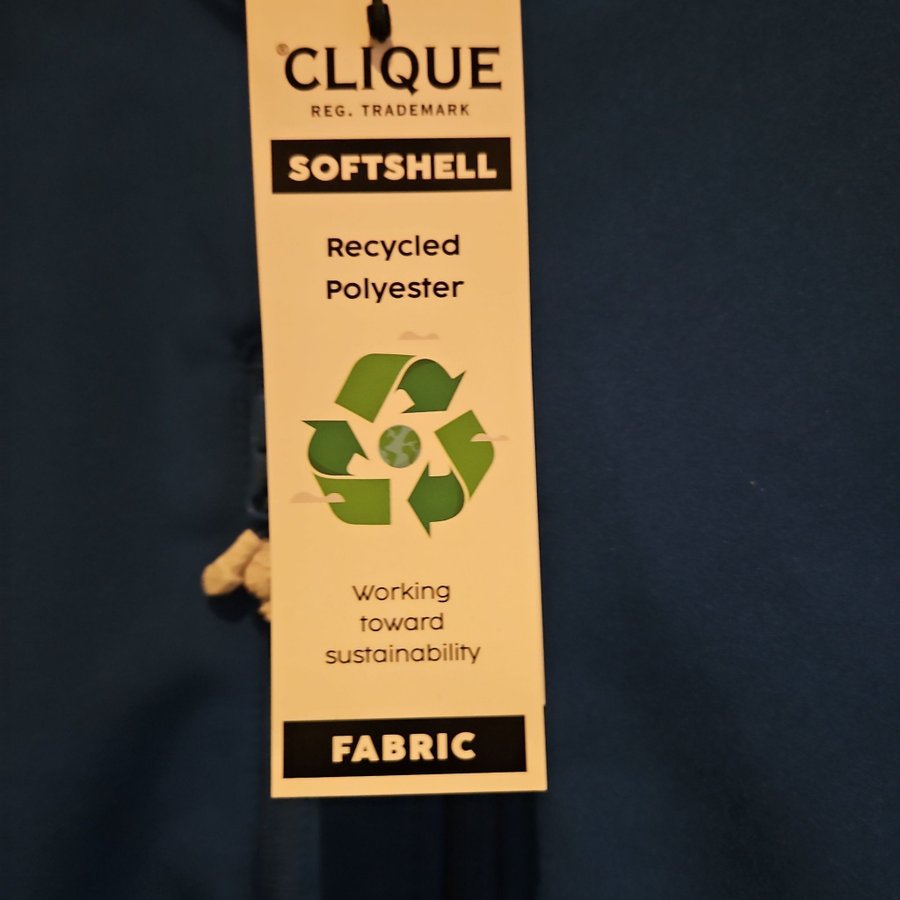 ®CLIQUE
REG. TRADEMARK
SOFTSHELL
Recycled
Polyester
Working
toward
sustainability
FABRIC